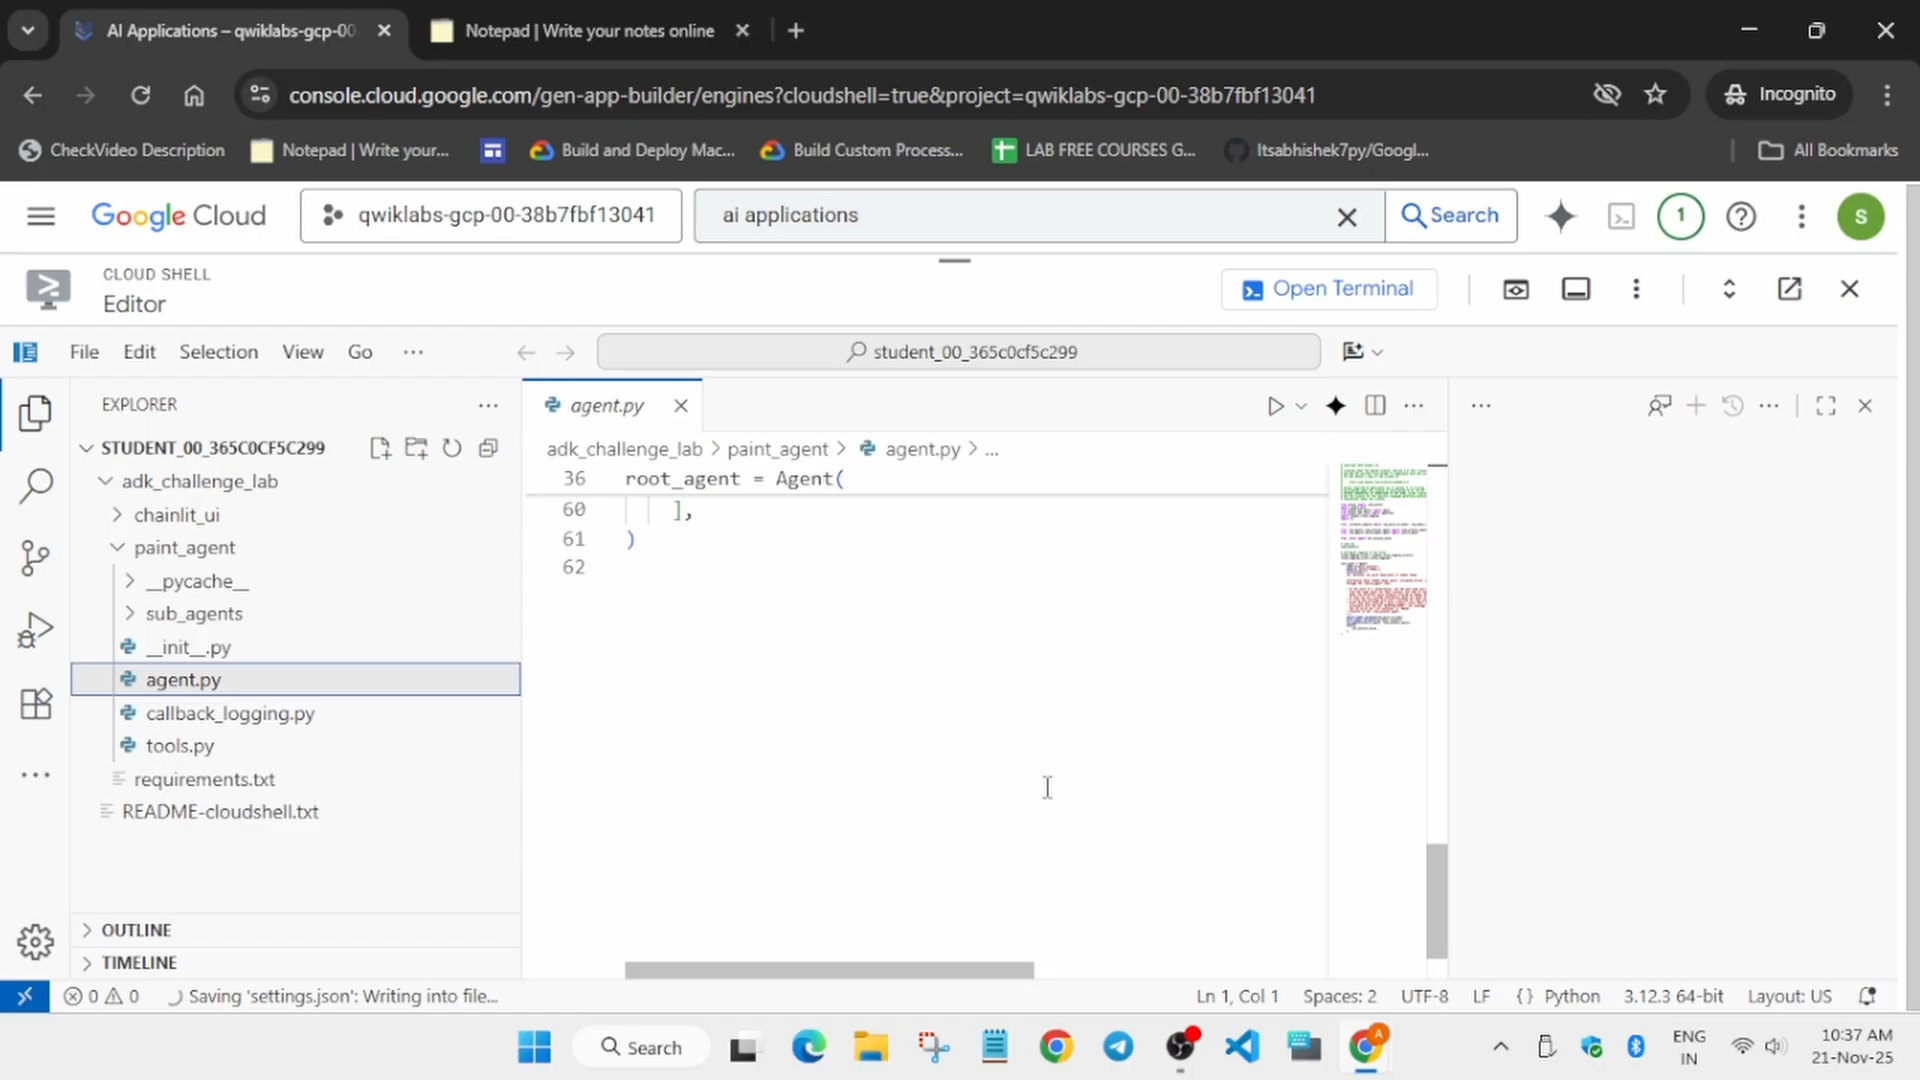 AI Applications – qwiklabs-gcp-00
Notepad | Write your notes online
console.cloud.google.com/gen-app-builder/engines?cloudshell=true&project=qwiklabs-gcp-00-38b7fbf13041
Incognito
CheckVideo Description
Notepad | Write your...
Build and Deploy Mac...
Build Custom Process...
LAB FREE COURSES G...
Itsabhishek7py/Googl...
All Bookmarks
Google Cloud
qwiklabs-gcp-00-38b7fbf13041
ai applications
Search
1
S
CLOUD SHELL
Editor
Open Terminal
File Edit Selection View Go ...
student_00_365c0cf5c299
EXPLORER
agent.py
STUDENT_00_365C0CF5C299
adk_challenge_lab > paint_agent > agent.py > ...
adk_challenge_lab
chainlit_ui
paint_agent
__pycache__
sub_agents
__init__.py
agent.py
callback_logging.py
tools.py
requirements.txt
README-cloudshell.txt
36 root_agent = Agent(
60 ],
61 )
62
OUTLINE
TIMELINE
0 0 Saving 'settings.json': Writing into file...
Ln 1, Col 1 Spaces: 2 UTF-8 LF {} Python 3.12.3 64-bit Layout: US
Search
A
ENG
IN
10:37 AM
21-Nov-25